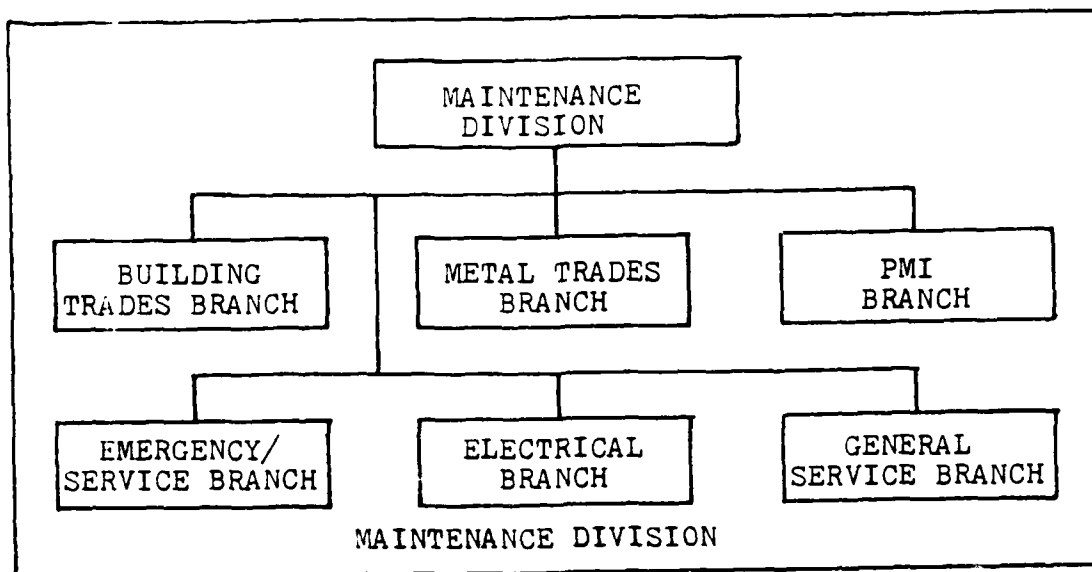 MAINTENANCE
DIVISION
BUILDING
TRADES BRANCH
METAL TRADES
BRANCH
PMI
BRANCH
EMERGENCY/
SERVICE BRANCH
ELECTRICAL
BRANCH
GENERAL
SERVICE BRANCH
MAINTENANCE DIVISION